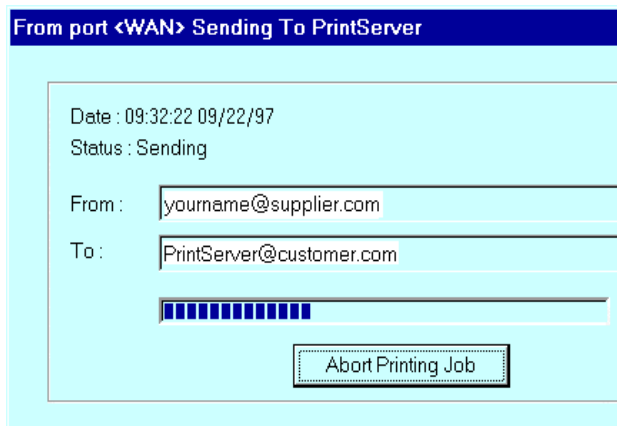 From port <WAN> Sending To PrintServer
Date : 09:32:22 09/22/97
Status : Sending
From : yourname@supplier.com
To : PrintServer@customer.com
Abort Printing Job